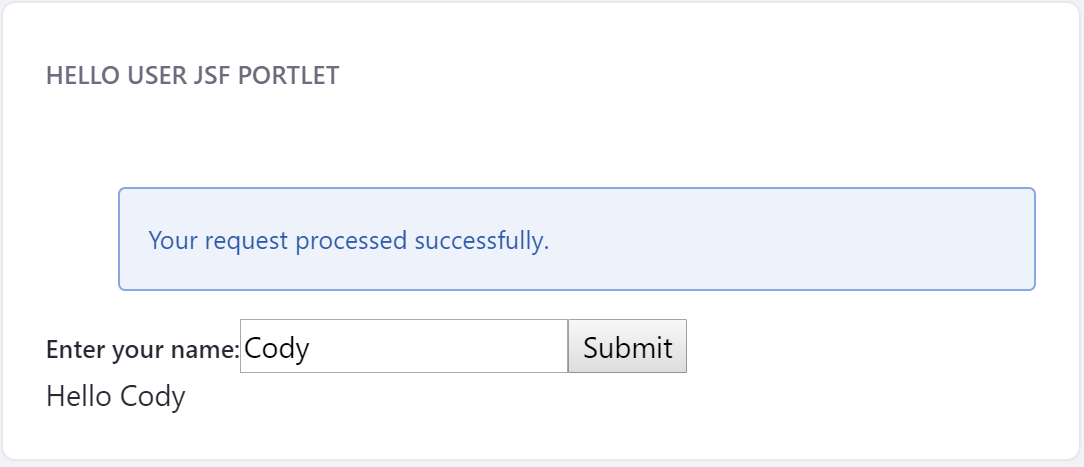 HELLO USER JSF PORTLET
Your request processed successfully.
Enter your name: Cody Submit
Hello Cody